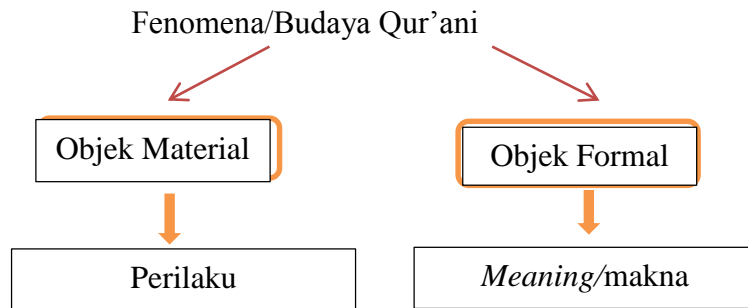 Fenomena/Budaya Qur’ani
Objek Material
Objek Formal
Perilaku
Meaning/makna